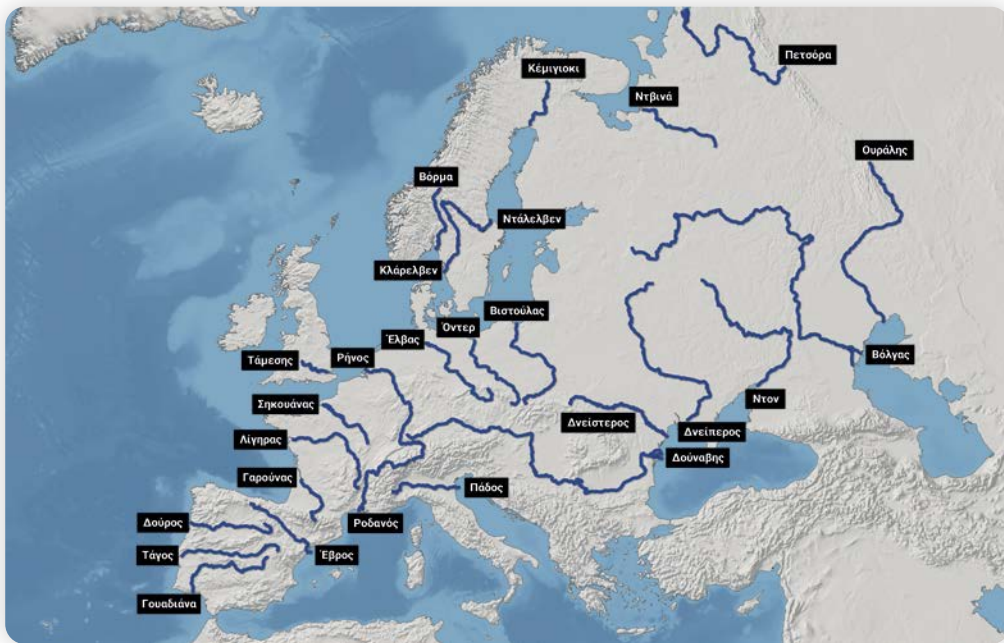 Πετσόρα
Κέμιγιοκι
Ντβινά
Ουράλης
Βόρμα
Ντάλελβεν
Κλάρελβεν
Βιστούλας
Όντερ
Έλβας
Ρήνος
Τάμεσης
Βόλγας
Σηκουάνας
Ντον
Δνείστερος
Δνείπερος
Λίγηρας
Δούναβης
Γαρούνας
Πάδος
Δούρος
Ροδανός
Τάγος
Έβρος
Γουαδιάνα